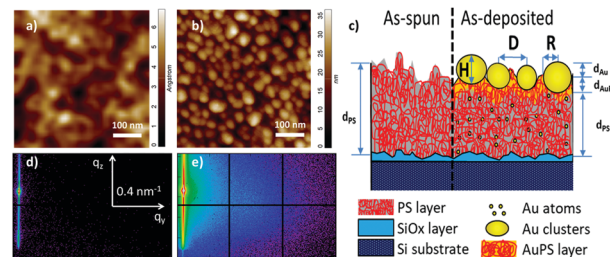 a)
6
5
4
3
2
1
0
Angstrom
100 nm
b)
35
30
25
20
15
10
5
0
nm
100 nm
c)
As-spun
As-deposited
D
R
H
d_Au
d_AuPS
d_PS
d_PS
d)
q_z
0.4 nm⁻¹
q_y
e)
PS layer
Au atoms
SiOx layer
Au clusters
Si substrate
AuPS layer